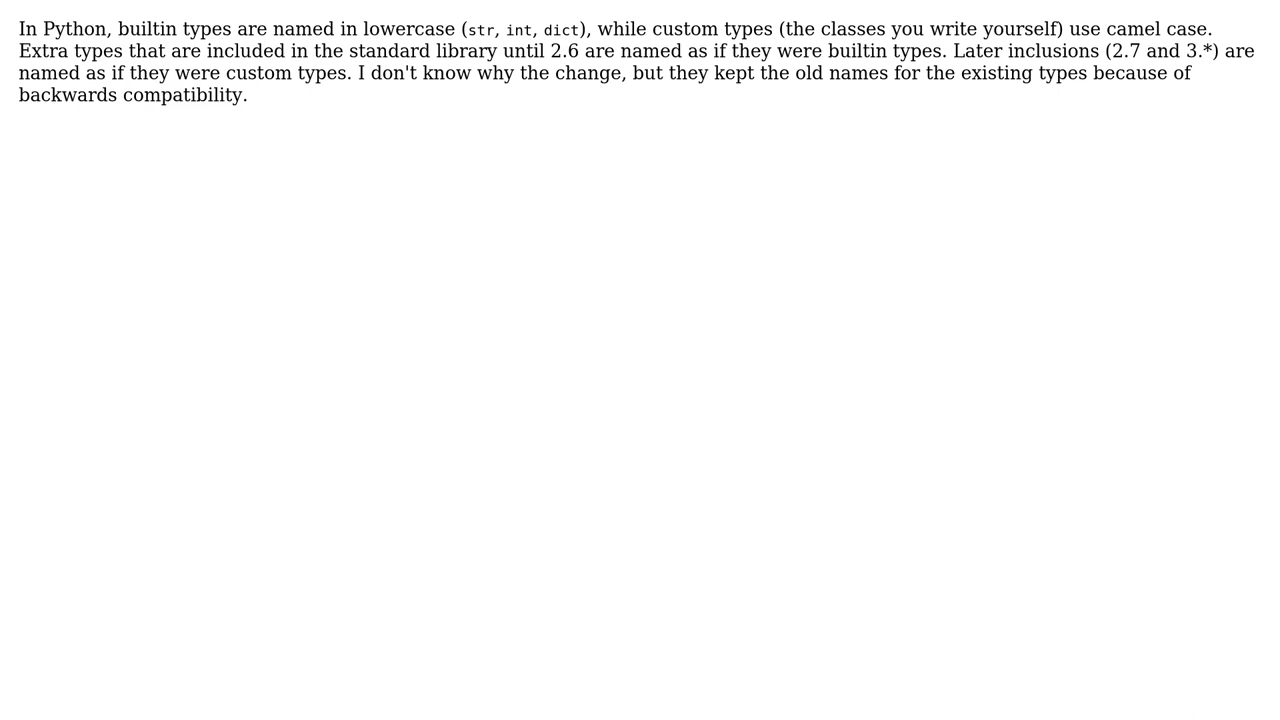 In Python, builtin types are named in lowercase (str, int, dict), while custom types (the classes you write yourself) use camel case.
Extra types that are included in the standard library until 2.6 are named as if they were builtin types. Later inclusions (2.7 and 3.*) are
named as if they were custom types. I don't know why the change, but they kept the old names for the existing types because of
backwards compatibility.